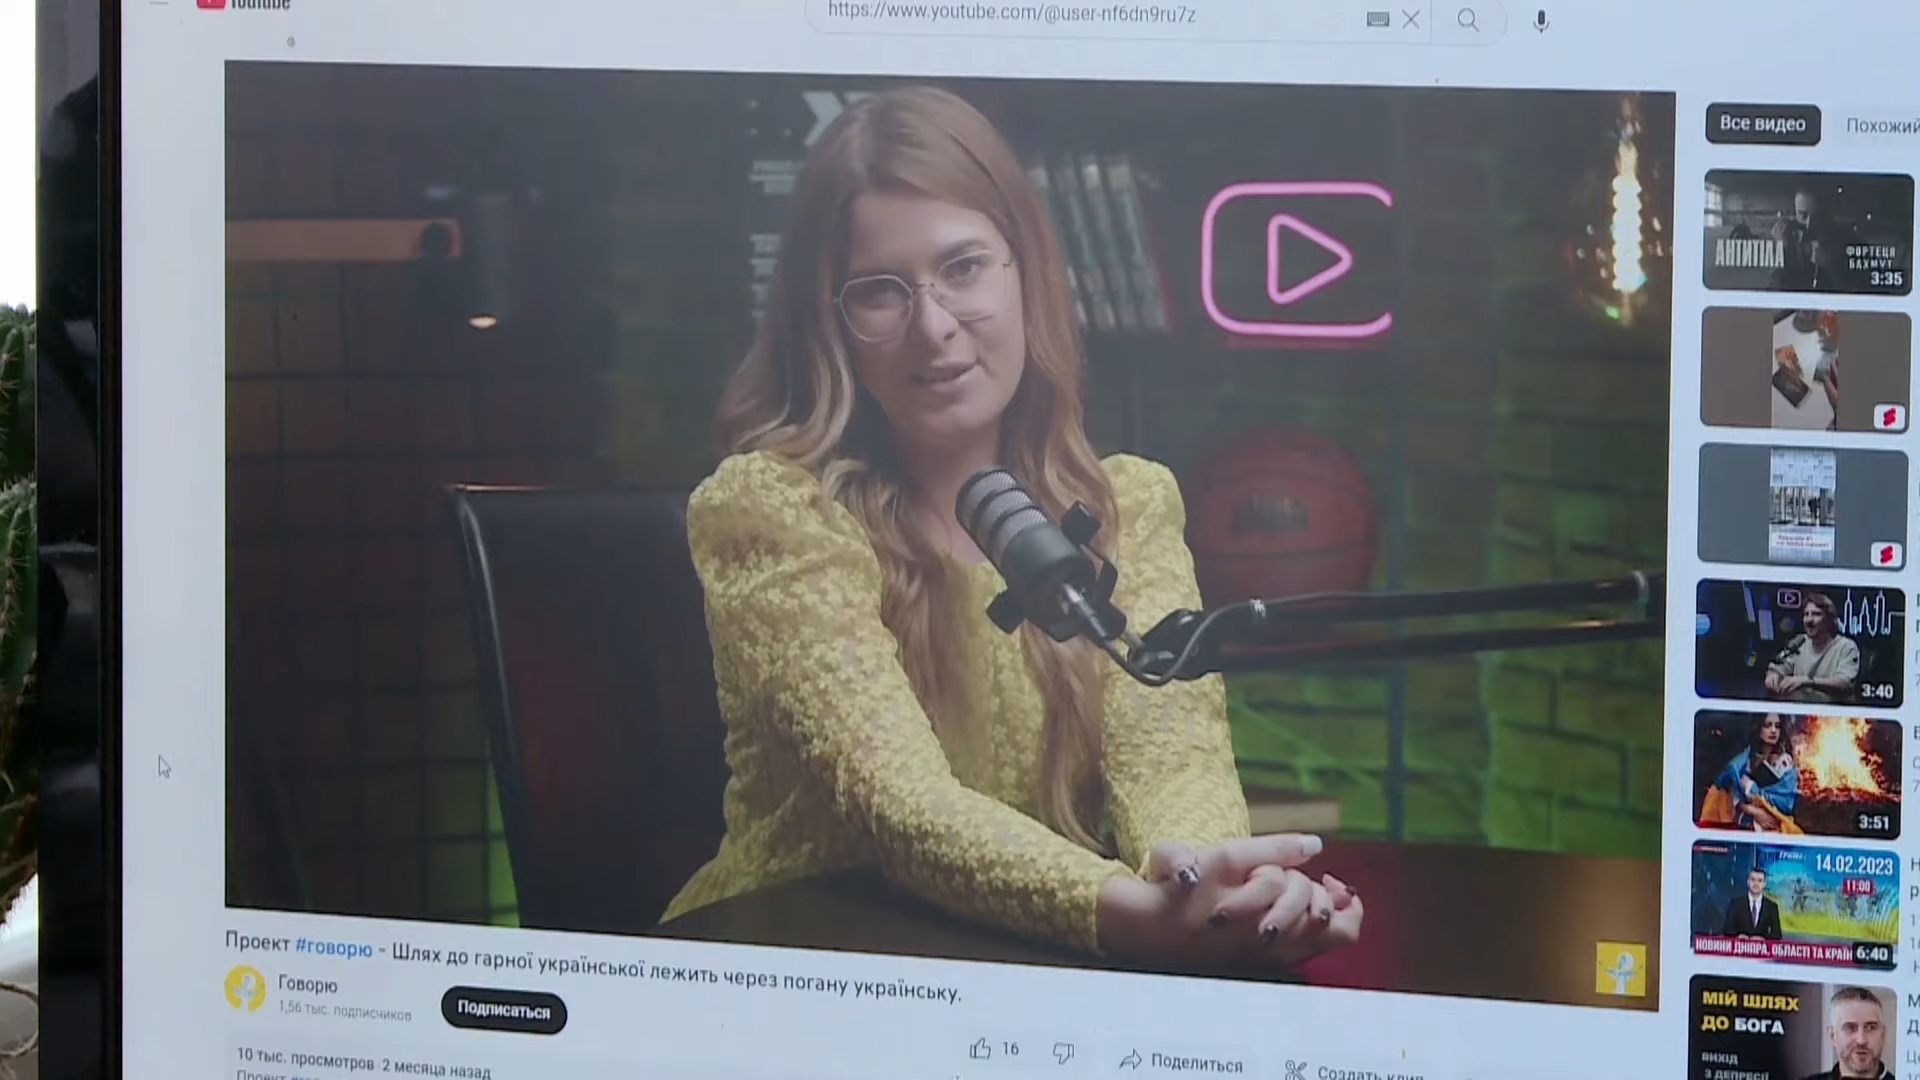 YouTube
https://www.youtube.com/@user-nf6dn9ru7z
Все видео
Похожий
АНТИТІЛА
ФОРТЕЦЯ
БАХМУТ
3:35
3:40
3:51
14.02.2023
11:00
НОВИНИ ДНІПРА, ОБЛАСТІ ТА КРАЇН
6:40
МІЙ ШЛЯХ
ДО БОГА
ВИХІД
З ДЕПРЕСІЇ
Проект #говорю - Шлях до гарної української лежить через погану українську.
Говорю
1,56 тыс. подписчиков
Подписаться
16
Поделиться
Создать клип
10 тыс. просмотров 2 месяца назад